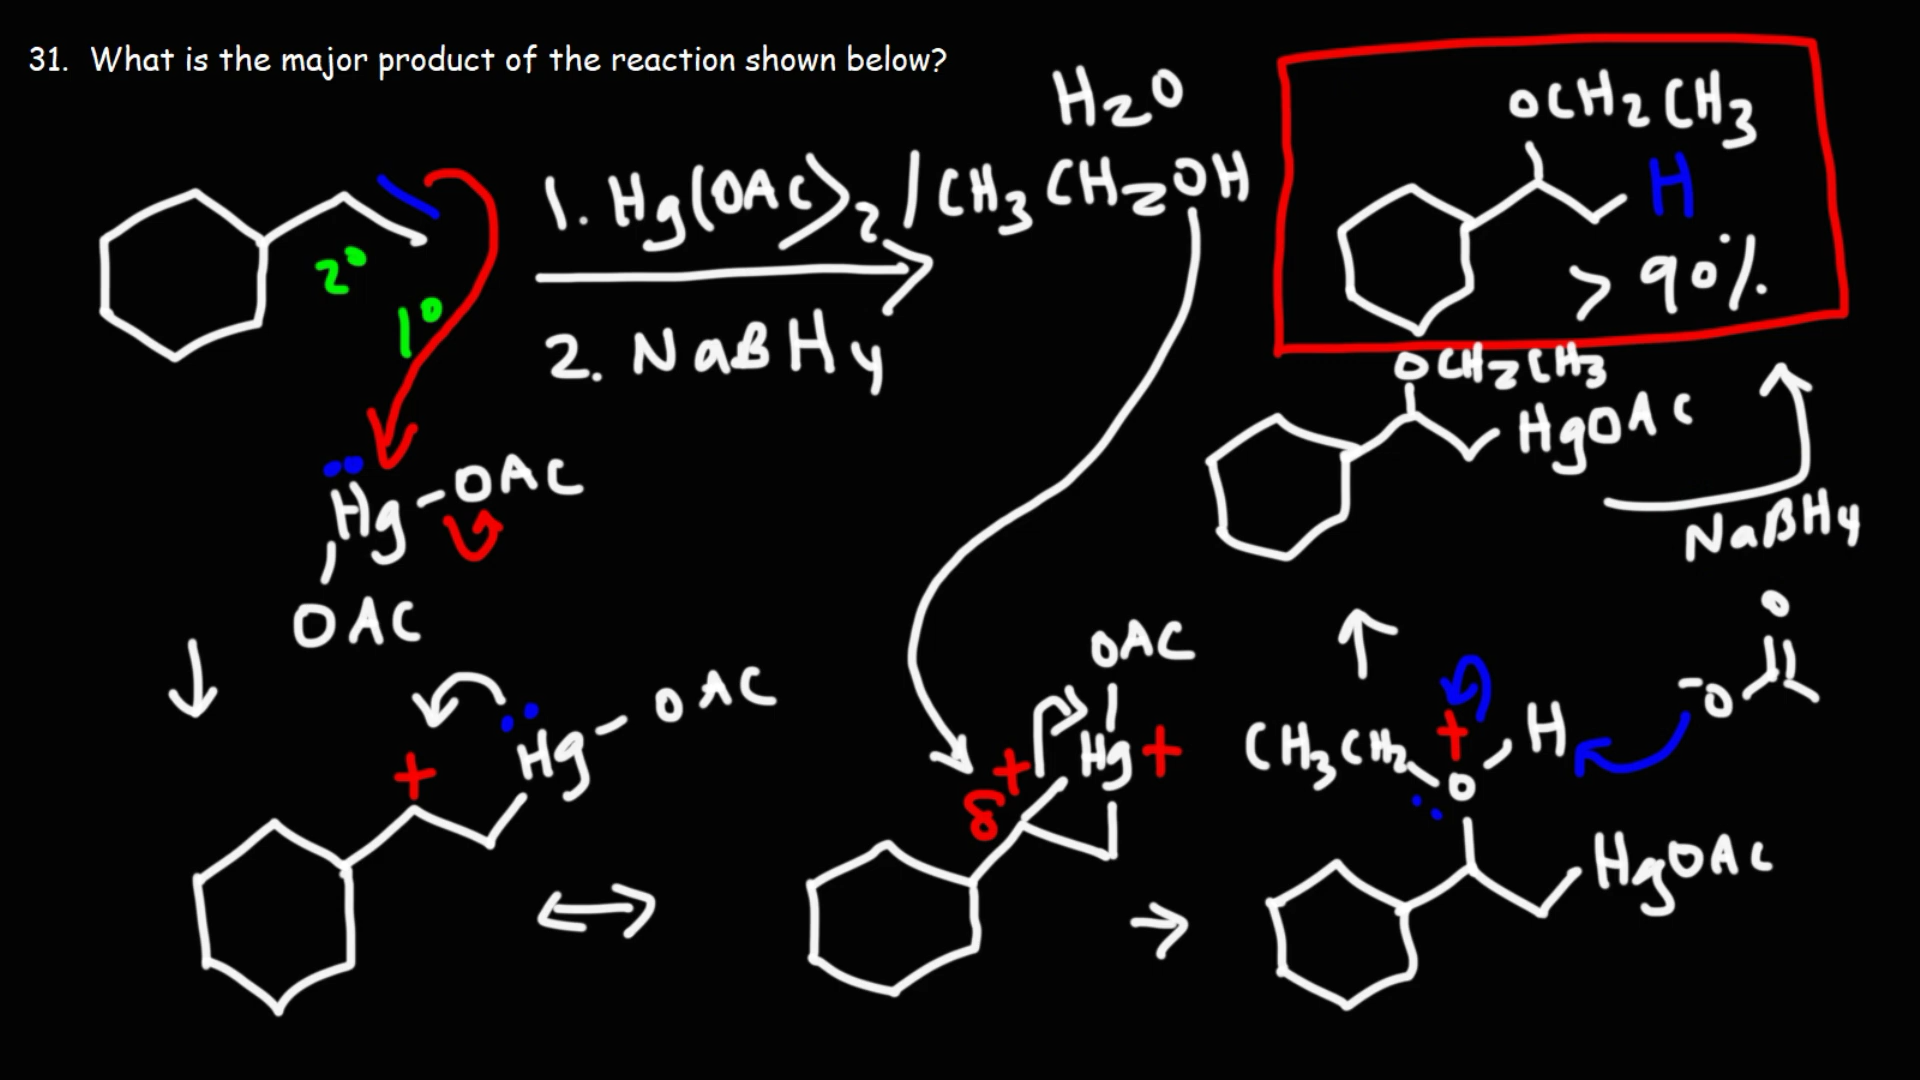 31. What is the major product of the reaction shown below?
H2O
1. Hg(OAC)2/CH3CH2OH
2. NaBH4
2°
1°
OCH2CH3
H
>90%
OCH2CH3
HgOAC
NaBH4
Hg-OAC
OAC
+
Hg-OAC
OAC
δ+
Hg+
CH3CH2
+
O
H
-O
O
HgOAC